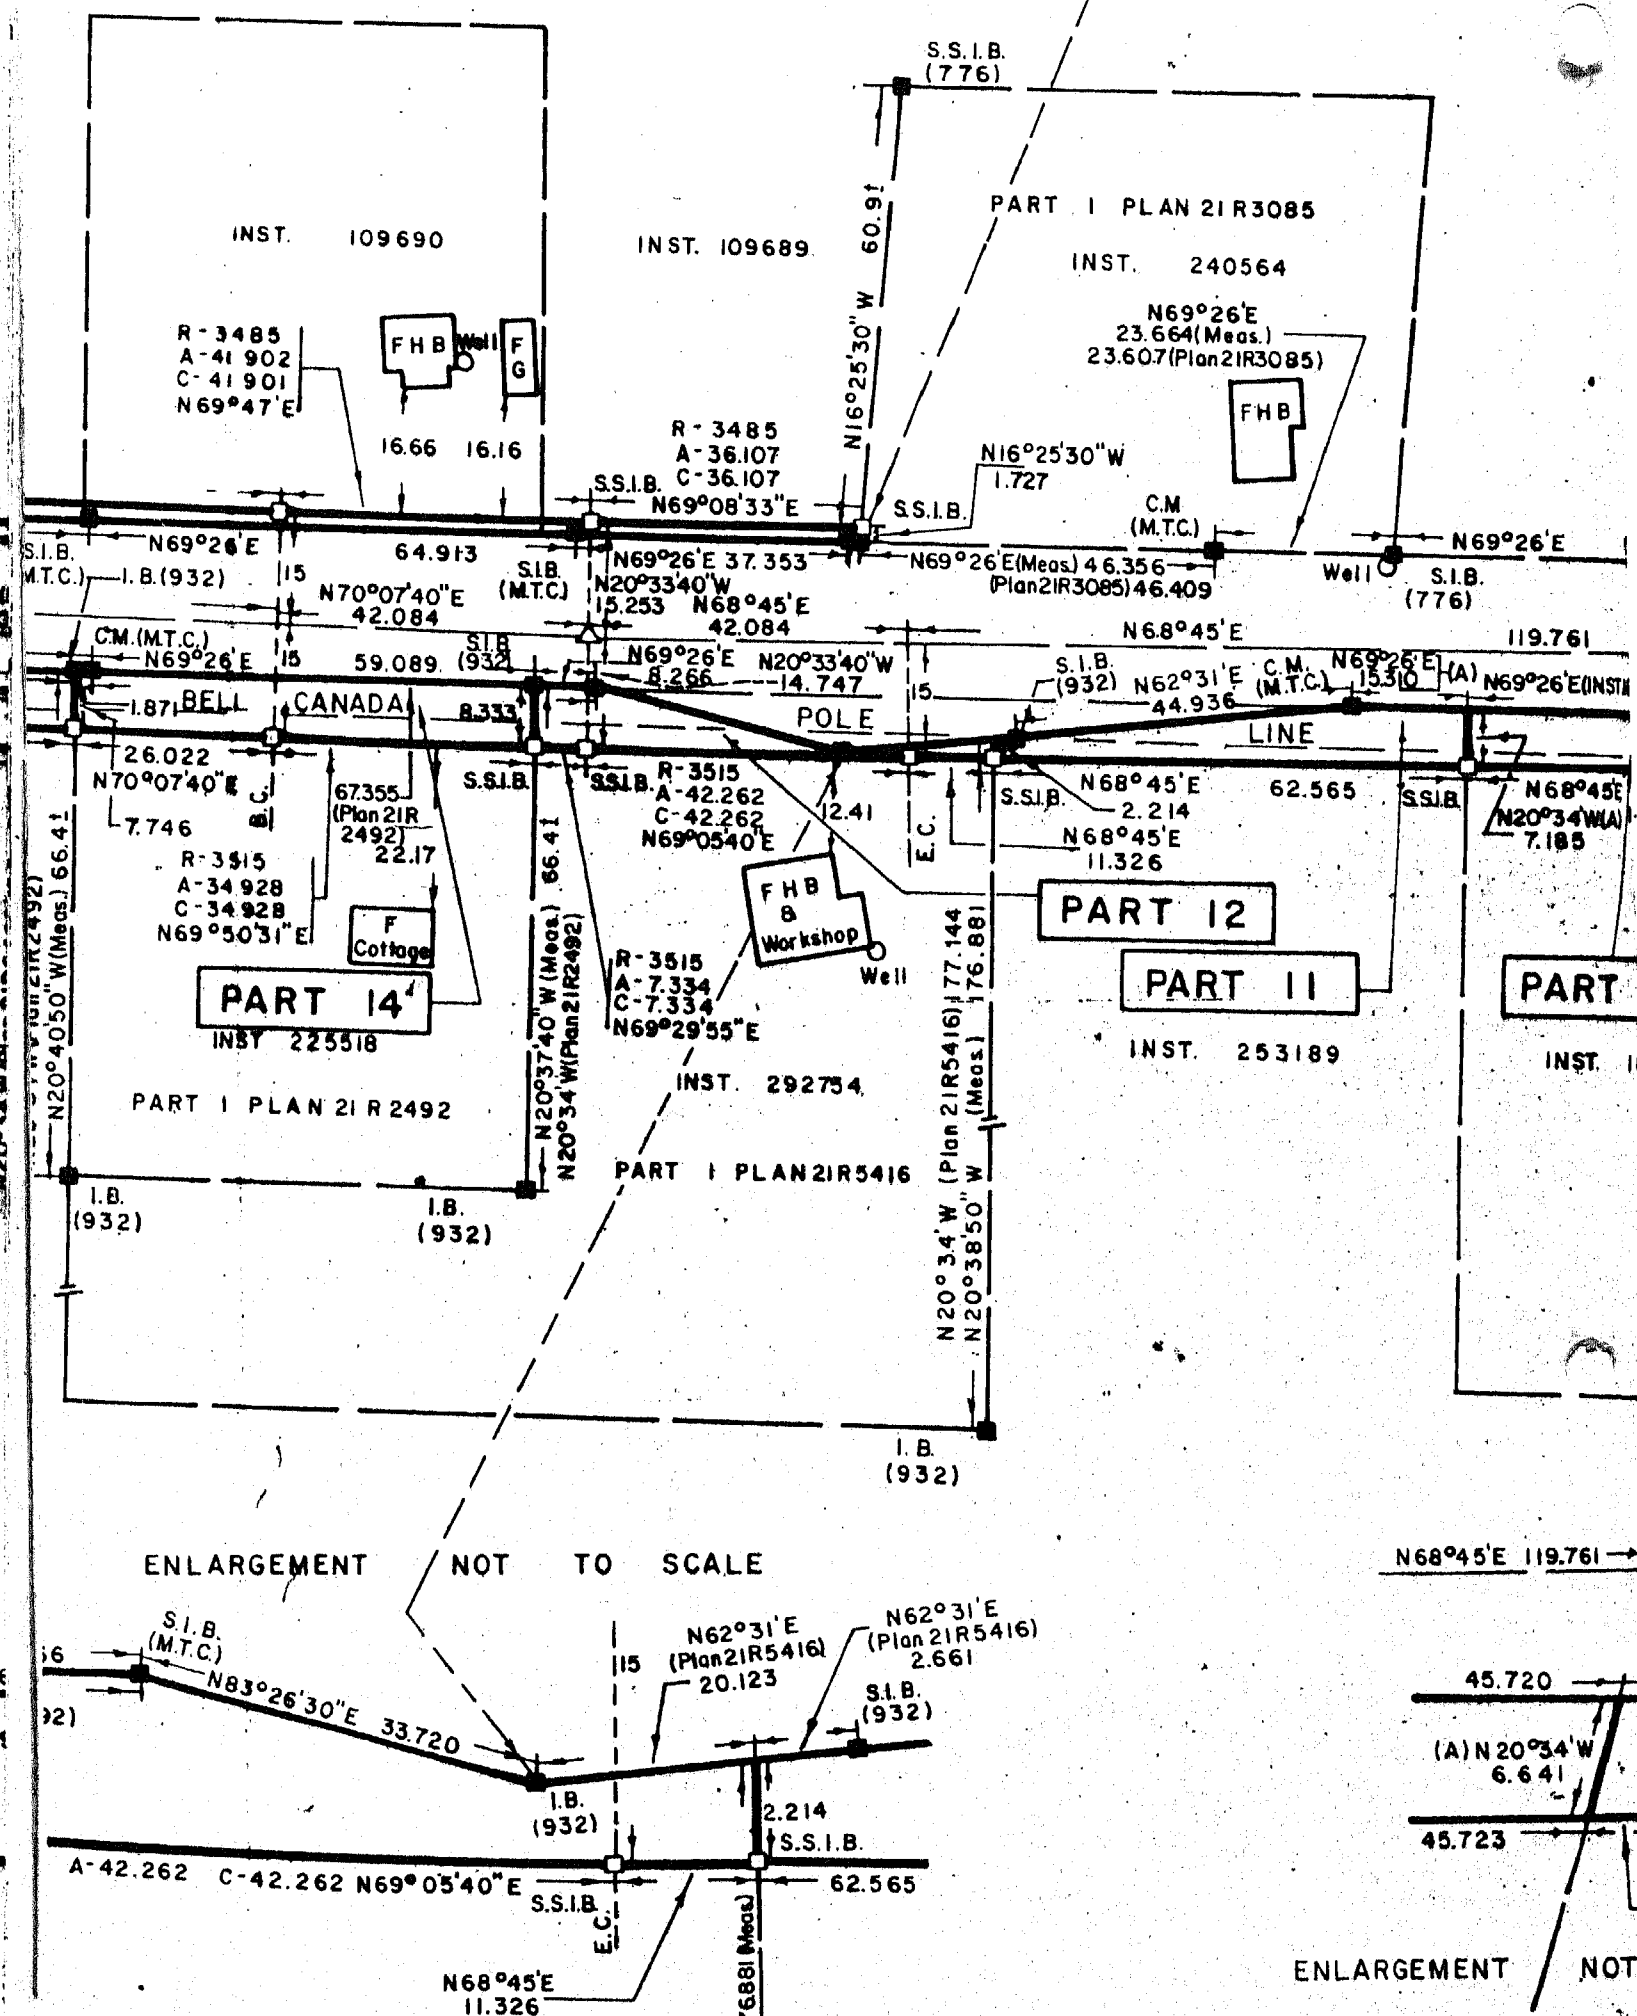 S.S.I.B.
(776)
PART 1 PLAN 21R3085
INST. 109690
INST. 109689
INST. 240564
N16°25'30"W 60.9±
N69°26'E
23.664(Meas.)
23.607(Plan21R3085)
R-3485
A-41 902
C-41 901
N69°47'E
FHB
Well
F
G
FHB
16.66
16.16
R-3485
A-36.107
C-36.107
N69°08'33"E
S.S.I.B.
N16°25'30"W
1.727
S.S.I.B.
C.M
(M.T.C.)
S.I.B.
M.T.C.)
N69°26'E
64.913
N69°26'E 37.353
N69°26'E(Meas.)46.356
(Plan21R3085)46.409
N69°26'E
Well
S.I.B.
(776)
I.B.(932)
15
S.I.B.
(M.T.C.)
N20°33'40"W
15.253
N70°07'40"E
42.084
N68°45'E
42.084
N68°45'E
119.761
C.M.(M.T.C.)
N69°26'E
15
59.089
S.I.B.
(932)
N69°26'E
8.266
N20°33'40"W
14.747
15
S.I.B.
(932)
N62°31'E
44.936
C.M.
(M.T.C.)
N69°26'E
15.310
(A)
N69°26'E(INST
1.871
BELL CANADA
8.333
POLE
LINE
26.022
N70°07'40"E
B.C.
7.746
67.355
(Plan21R
2492)
22.17
S.S.I.B.
S.S.I.B.
R-3515
A-42.262
C-42.262
N69°05'40"E
12.41
E.C.
S.S.I.B.
N68°45'E
62.565
2.214
N68°45'E
11.326
S.S.I.B.
N68°45'E
N20°34'W(A)
7.185
N20°40'50"W(Meas.) 66.4±
R-3515
A-34.928
C-34.928
N69°50'31"E
F
Cottage
N20°37'40"W(Meas.) 66.4±
N20°34'W(Plan21R2492)
FHB
&
Workshop
Well
PART 12
PART 11
PART
PART 14
INST 225518
R-3515
A-7.334
C-7.334
N69°29'55"E
N20°34'W (Plan 21R5416)177.144
N20°38'50"W (Meas.) 176.881
INST. 253189
INST.
INST. 292754
PART 1 PLAN 21R2492
PART 1 PLAN21R5416
I.B.
(932)
I.B.
(932)
I.B.
(932)
ENLARGEMENT NOT TO SCALE
N68°45'E 119.761
S.I.B.
(M.T.C.)
N83°26'30"E 33.720
15
N62°31'E
(Plan21R5416)
20.123
N62°31'E
(Plan21R5416)
2.661
S.I.B.
(932)
92)
I.B.
(932)
2.214
S.S.I.B.
A-42.262 C-42.262 N69°05'40"E
S.S.I.B.
62.565
E.C.
N68°45'E
11.326
76.881(Meas.)
45.720
(A)N20°34'W
6.641
45.723
ENLARGEMENT NOT